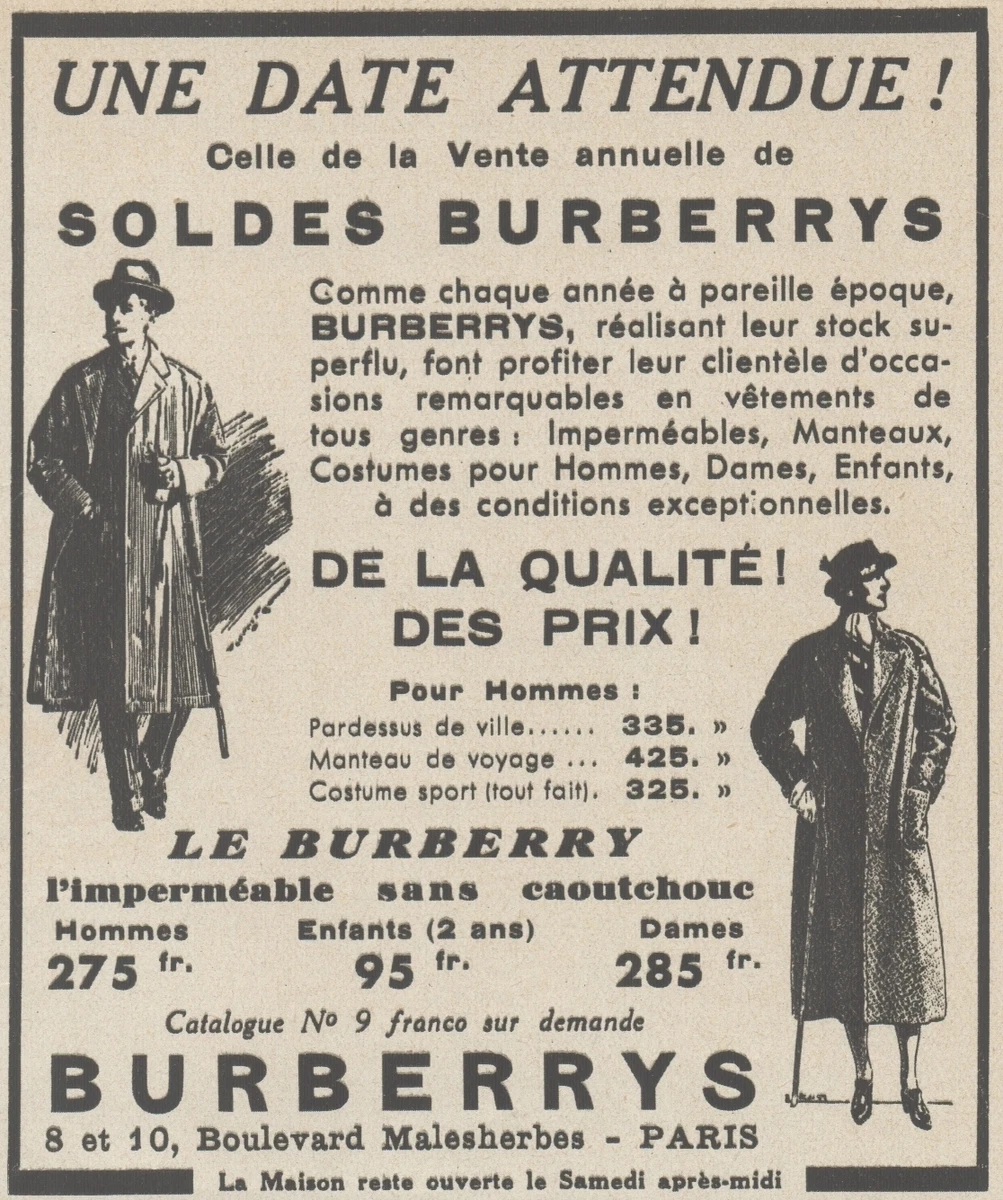 UNE DATE ATTENDUE !
Celle de la Vente annuelle de
SOLDES BURBERRYS
Comme chaque année à pareille époque,
BURBERRYS, réalisant leur stock su-
perflu, font profiter leur clientèle d'occa-
sions remarquables en vêtements de
tous genres : Imperméables, Manteaux,
Costumes pour Hommes, Dames, Enfants,
à des conditions exceptionnelles.
DE LA QUALITÉ !
DES PRIX !
Pour Hommes :
Pardessus de ville...... 335. »
Manteau de voyage ... 425. »
Costume sport (tout fait). 325. »
LE BURBERRY
l'imperméable sans caoutchouc
Hommes Enfants (2 ans) Dames
275 fr. 95 fr. 285 fr.
Catalogue Nº 9 franco sur demande
BURBERRYS
8 et 10, Boulevard Malesherbes - PARIS
La Maison reste ouverte le Samedi après-midi